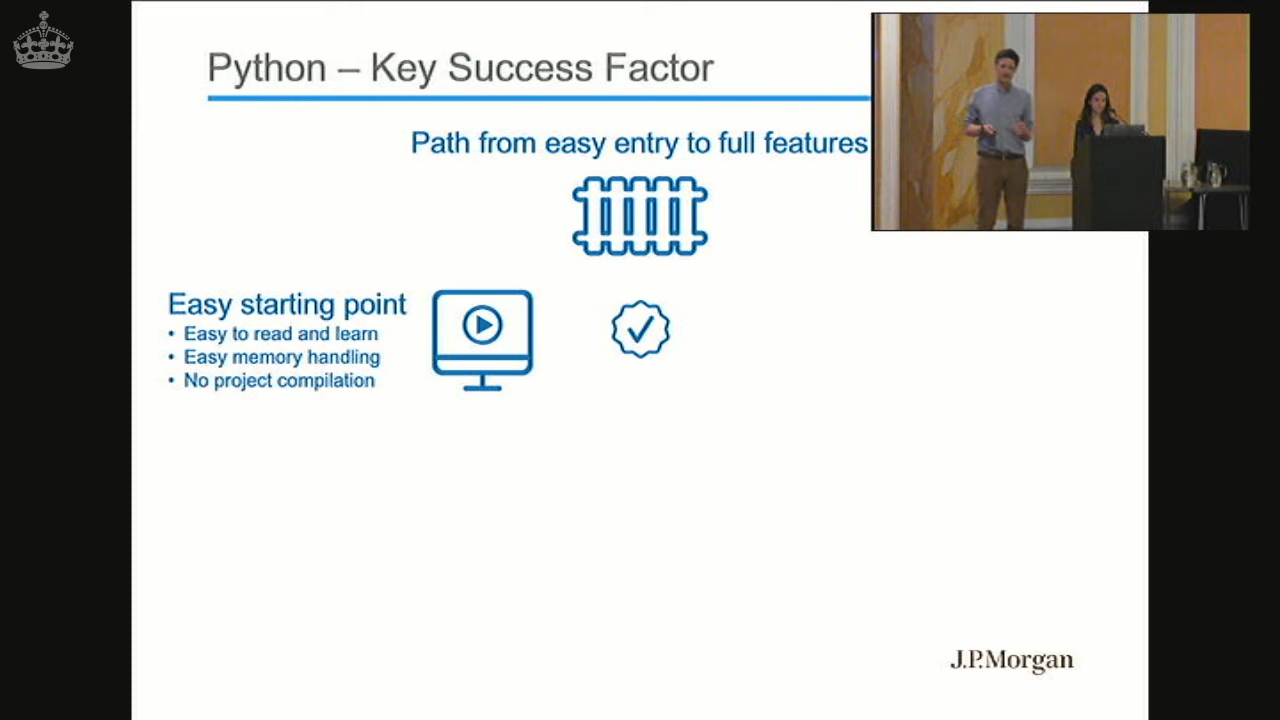 Python – Key Success Factor
Path from easy entry to full features
Easy starting point
• Easy to read and learn
• Easy memory handling
• No project compilation
J.P.Morgan